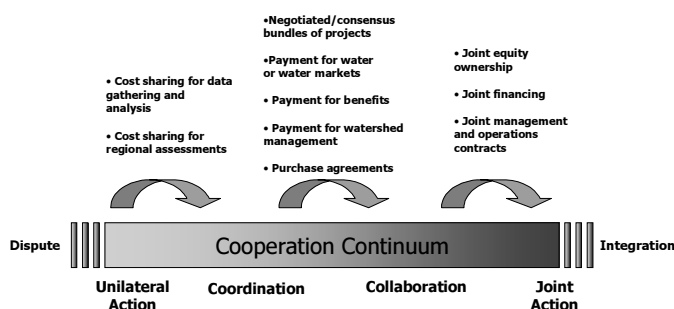 • Cost sharing for data
gathering and
analysis
• Cost sharing for
regional assessments
•Negotiated/consensus
bundles of projects
•Payment for water
or water markets
• Payment for benefits
• Payment for watershed
management
• Purchase agreements
• Joint equity
ownership
• Joint financing
• Joint management
and operations
contracts
Dispute
Cooperation Continuum
Integration
Unilateral
Action
Coordination
Collaboration
Joint
Action